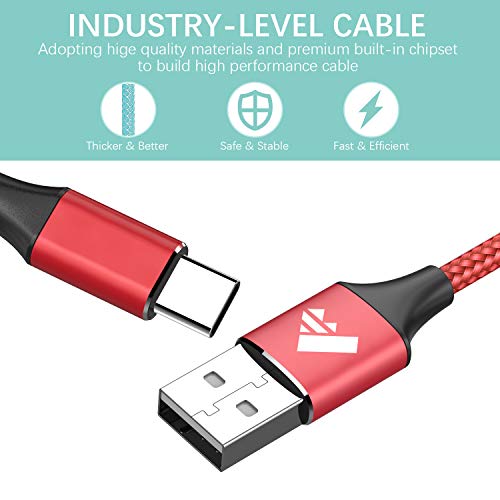 INDUSTRY-LEVEL CABLE
Adopting hige quality materials and premium built-in chipset
to build high performance cable
Thicker & Better
Safe & Stable
Fast & Efficient